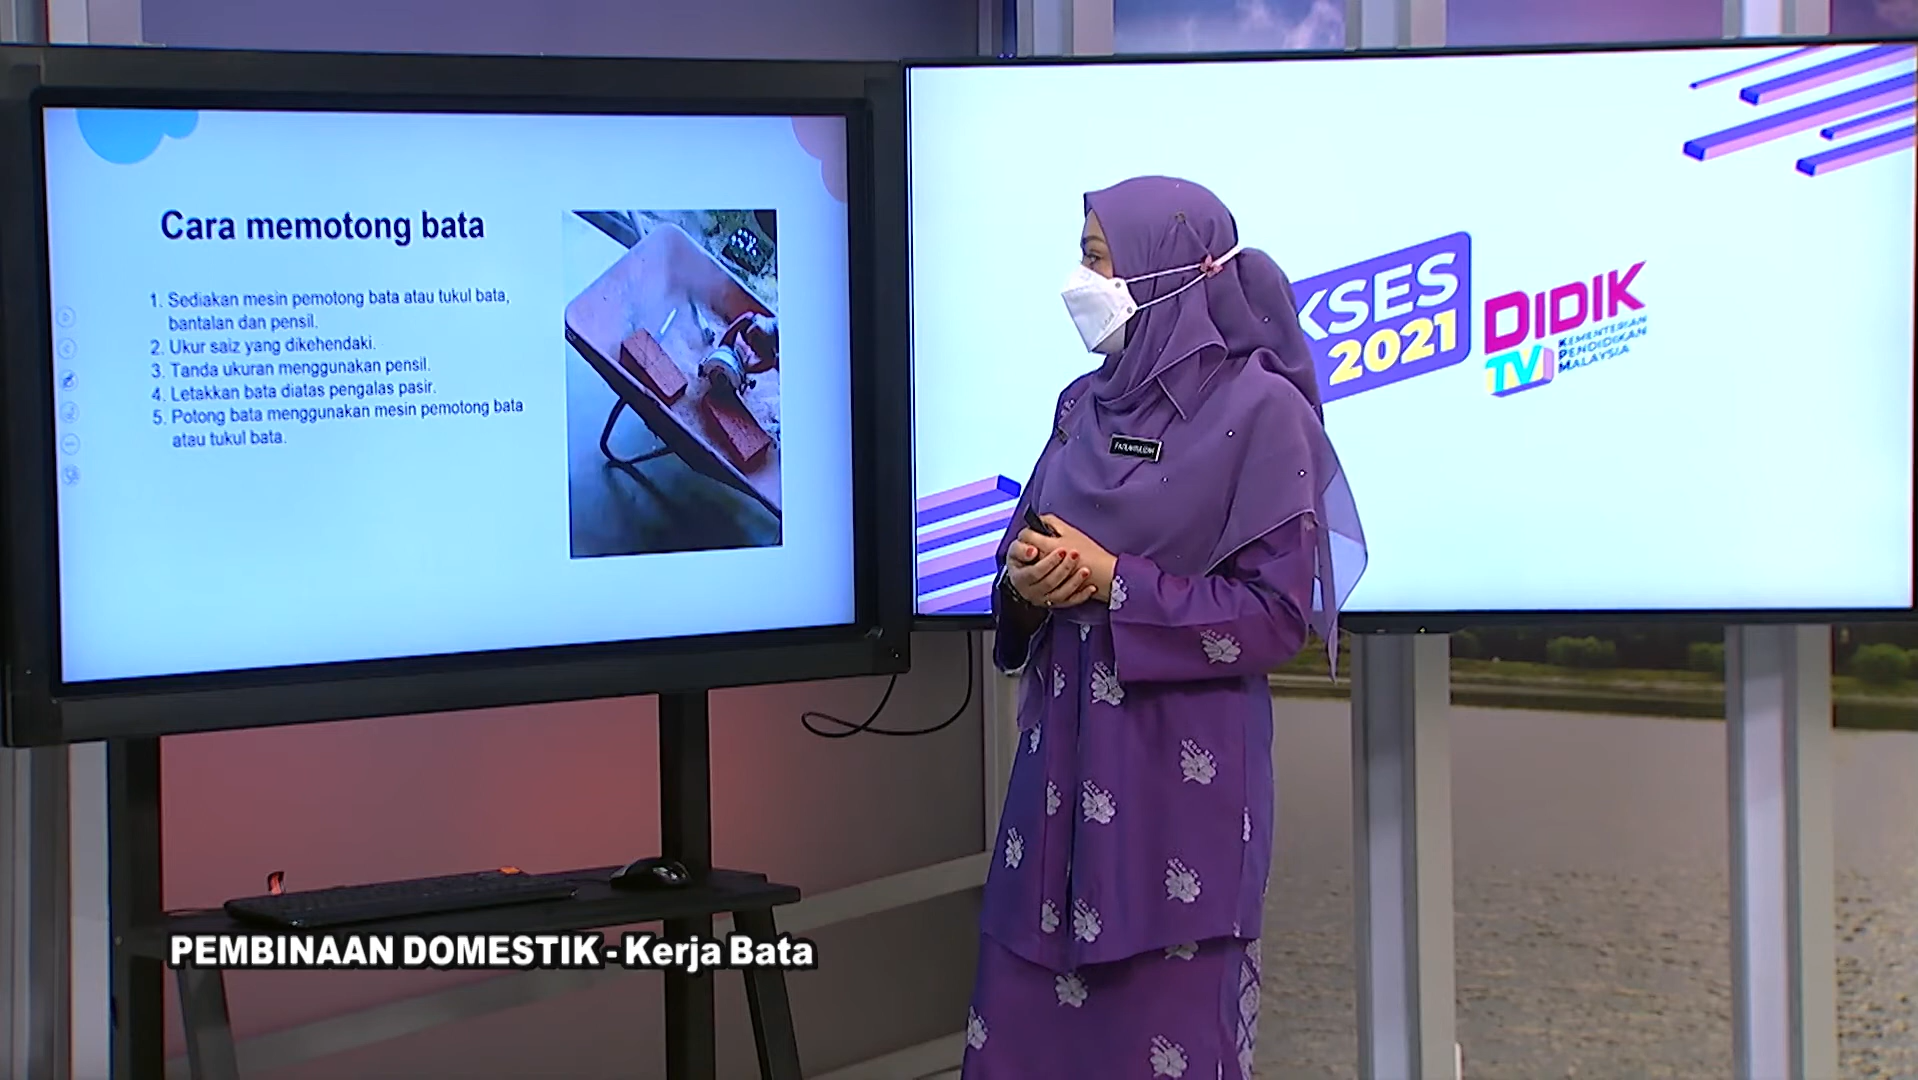 Cara memotong bata
1. Sediakan mesin pemotong bata atau tukul bata,
bantalan dan pensil.
2. Ukur saiz yang dikehendaki.
3. Tanda ukuran menggunakan pensil.
4. Letakkan bata diatas pengalas pasir.
5. Potong bata menggunakan mesin pemotong bata
atau tukul bata.
KSES
2021
DIDIK
TV
KEMENTERIAN
PENDIDIKAN
MALAYSIA
PEMBINAAN DOMESTIK - Kerja Bata